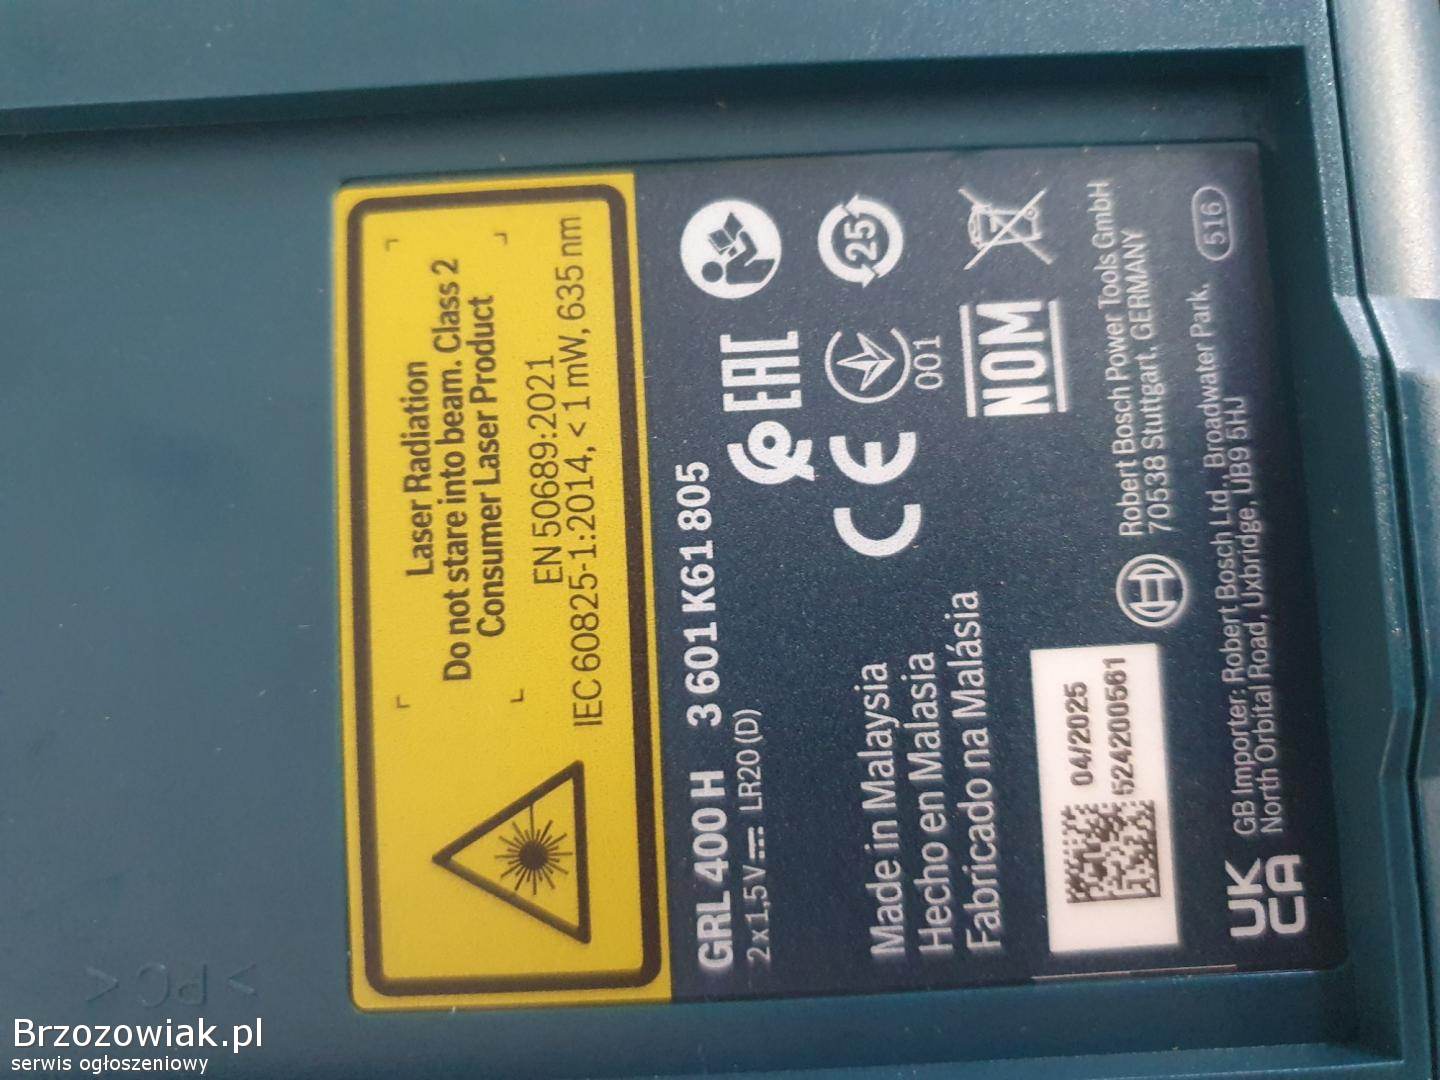 Laser Radiation
Do not stare into beam. Class 2
Consumer Laser Product
EN 50689:2021
IEC 60825-1:2014, < 1 mW, 635 nm
GRL 400 H 3 601 K61 805
2 x 1,5 V LR20 (D)
EAC
25
Made in Malaysia
Hecho en Malasia
Fabricado na Malásia
CE
001
NOM
04/2025
524200561
Robert Bosch Power Tools GmbH
70538 Stuttgart, GERMANY
UK
CA
GB Importer: Robert Bosch Ltd., Broadwater Park,
North Orbital Road, Uxbridge, UB9 5HJ
516
>PC<
Brzozowiak.pl
serwis ogłoszeniowy